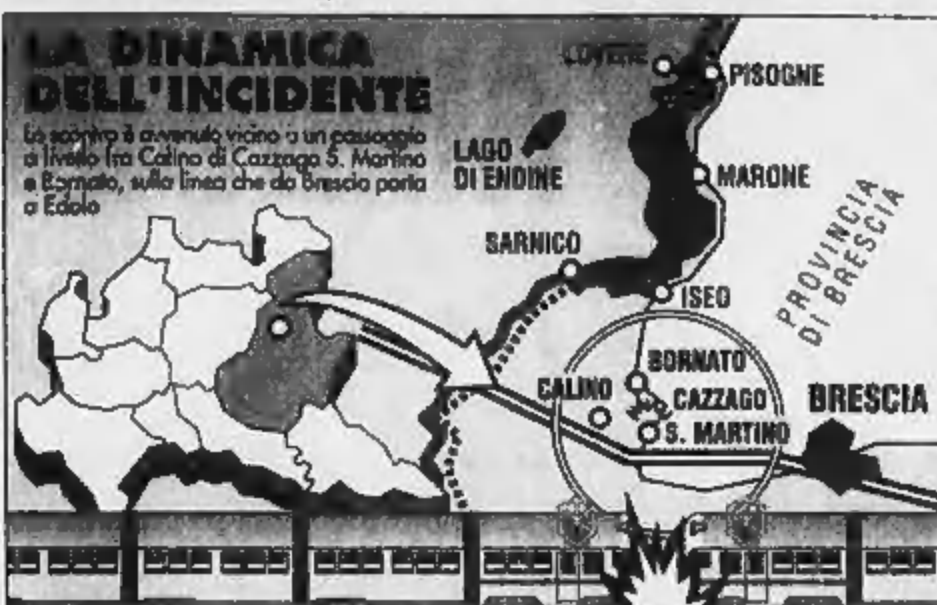 LA DINAMICA
DELL'INCIDENTE
Lo scontro è avvenuto vicino a un passaggio
a livello fra Calino di Cazzago S. Martino
e Bornato, sulla linea che da Brescia porta
a Edolo
LOVERE
PISOGNE
LAGO
DI ENDINE
MARONE
SARNICO
ISEO
PROVINCIA
DI BRESCIA
BORNATO
CALINO
CAZZAGO
S. MARTINO
BRESCIA